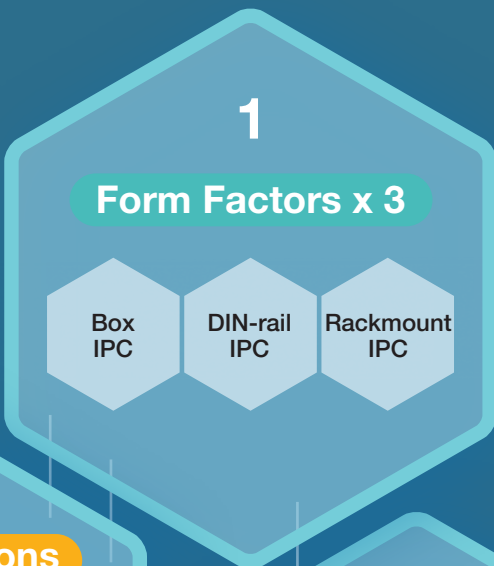 1
Form Factors x 3
Box
IPC
DIN-rail
IPC
Rackmount
IPC